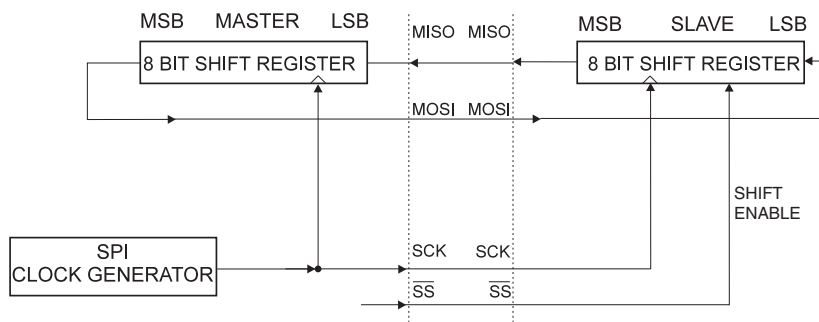 MSB MASTER LSB
MISO MISO
MSB SLAVE LSB
8 BIT SHIFT REGISTER
8 BIT SHIFT REGISTER
MOSI MOSI
SHIFT
ENABLE
SPI
CLOCK GENERATOR
SCK SCK
SS SS